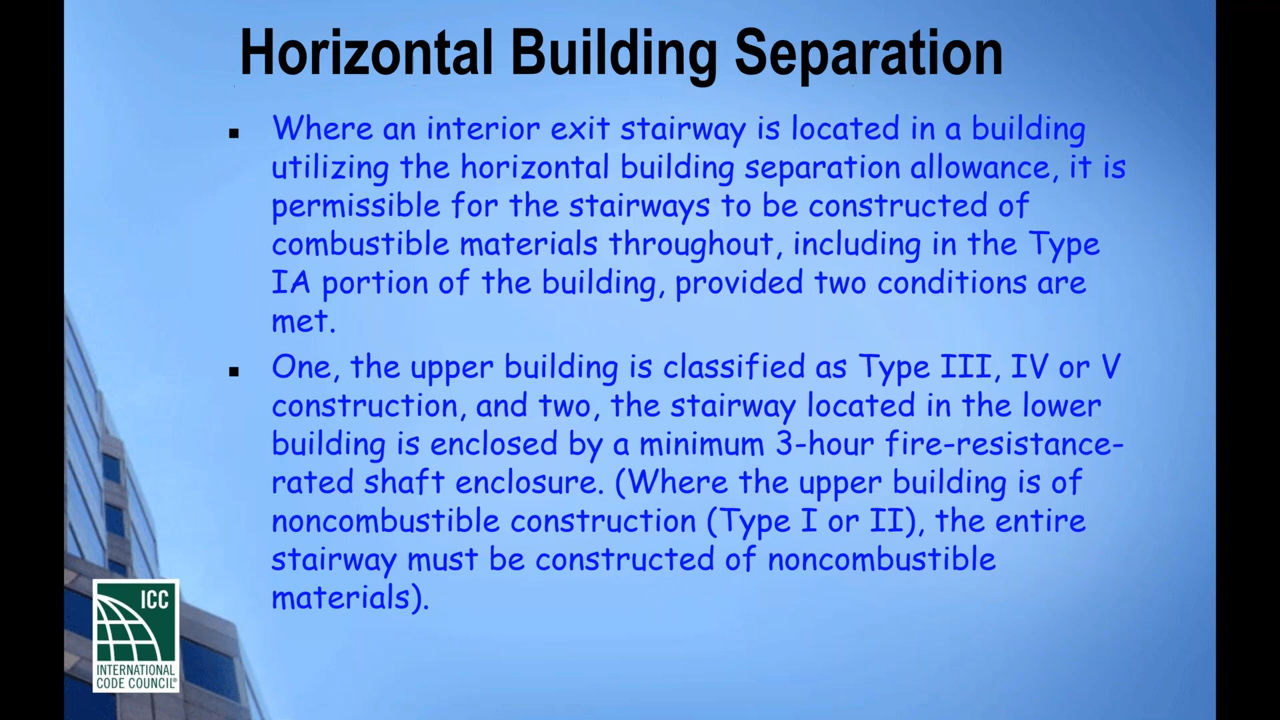 Horizontal Building Separation
Where an interior exit stairway is located in a building
utilizing the horizontal building separation allowance, it is
permissible for the stairways to be constructed of
combustible materials throughout, including in the Type
IA portion of the building, provided two conditions are
met.
One, the upper building is classified as Type III, IV or V
construction, and two, the stairway located in the lower
building is enclosed by a minimum 3-hour fire-resistance-
rated shaft enclosure. (Where the upper building is of
noncombustible construction (Type I or II), the entire
stairway must be constructed of noncombustible
materials).
ICC
INTERNATIONAL
CODE COUNCIL®